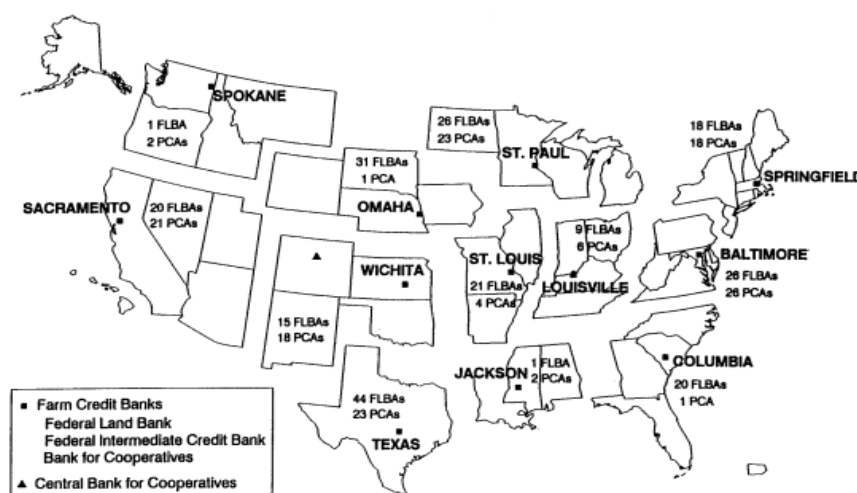 SPOKANE
1 FLBA
2 PCAs
26 FLBAs
23 PCAs
ST. PAUL
18 FLBAs
18 PCAs
SPRINGFIELD
31 FLBAs
1 PCA
OMAHA
SACRAMENTO
20 FLBAs
21 PCAs
9 FLBAs
6 PCAs
ST. LOUIS
21 FLBAs
4 PCAs
LOUISVILLE
BALTIMORE
26 FLBAs
26 PCAs
WICHITA
15 FLBAs
18 PCAs
JACKSON
1 FLBA
2 PCAs
COLUMBIA
20 FLBAs
1 PCA
44 FLBAs
23 PCAs
TEXAS
Farm Credit Banks
Federal Land Bank
Federal Intermediate Credit Bank
Bank for Cooperatives
Central Bank for Cooperatives